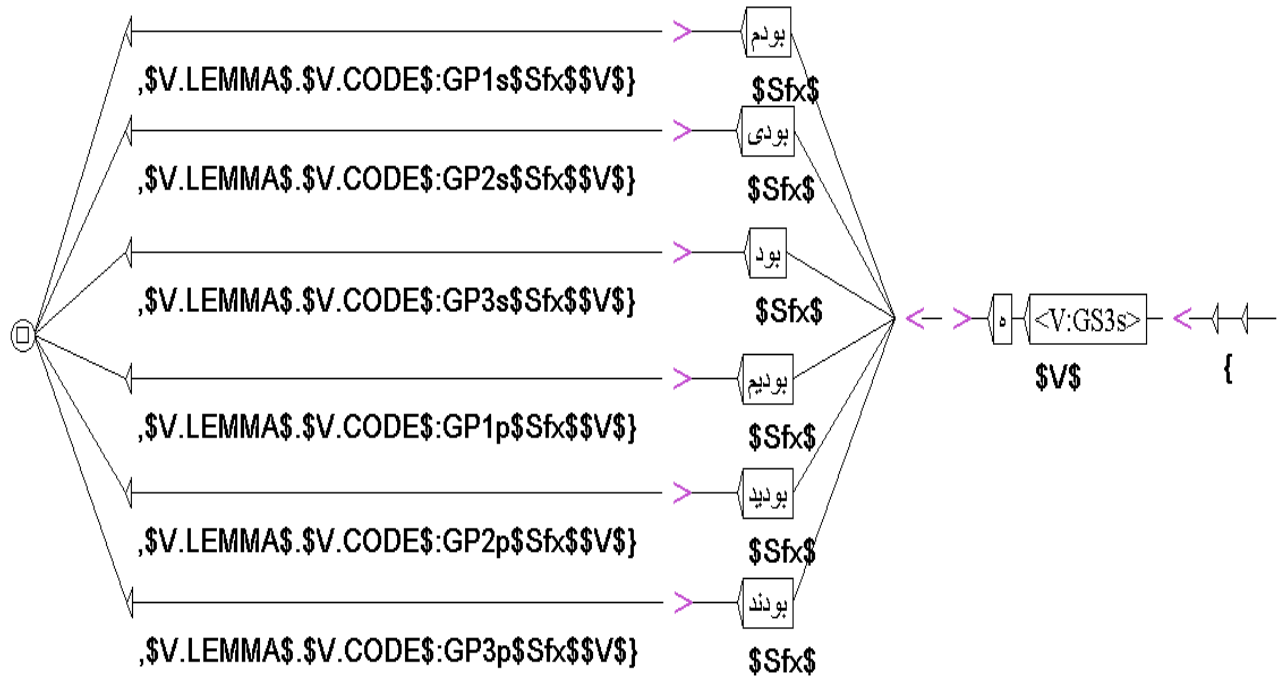 بودم
$Sfx$
,$V.LEMMA$.$V.CODE$:GP1s$Sfx$$V$}
بودی
$Sfx$
,$V.LEMMA$.$V.CODE$:GP2s$Sfx$$V$}
بود
$Sfx$
,$V.LEMMA$.$V.CODE$:GP3s$Sfx$$V$}
ه
<V:GS3s>
$V$
{
بودیم
$Sfx$
,$V.LEMMA$.$V.CODE$:GP1p$Sfx$$V$}
بودید
$Sfx$
,$V.LEMMA$.$V.CODE$:GP2p$Sfx$$V$}
بودند
$Sfx$
,$V.LEMMA$.$V.CODE$:GP3p$Sfx$$V$}